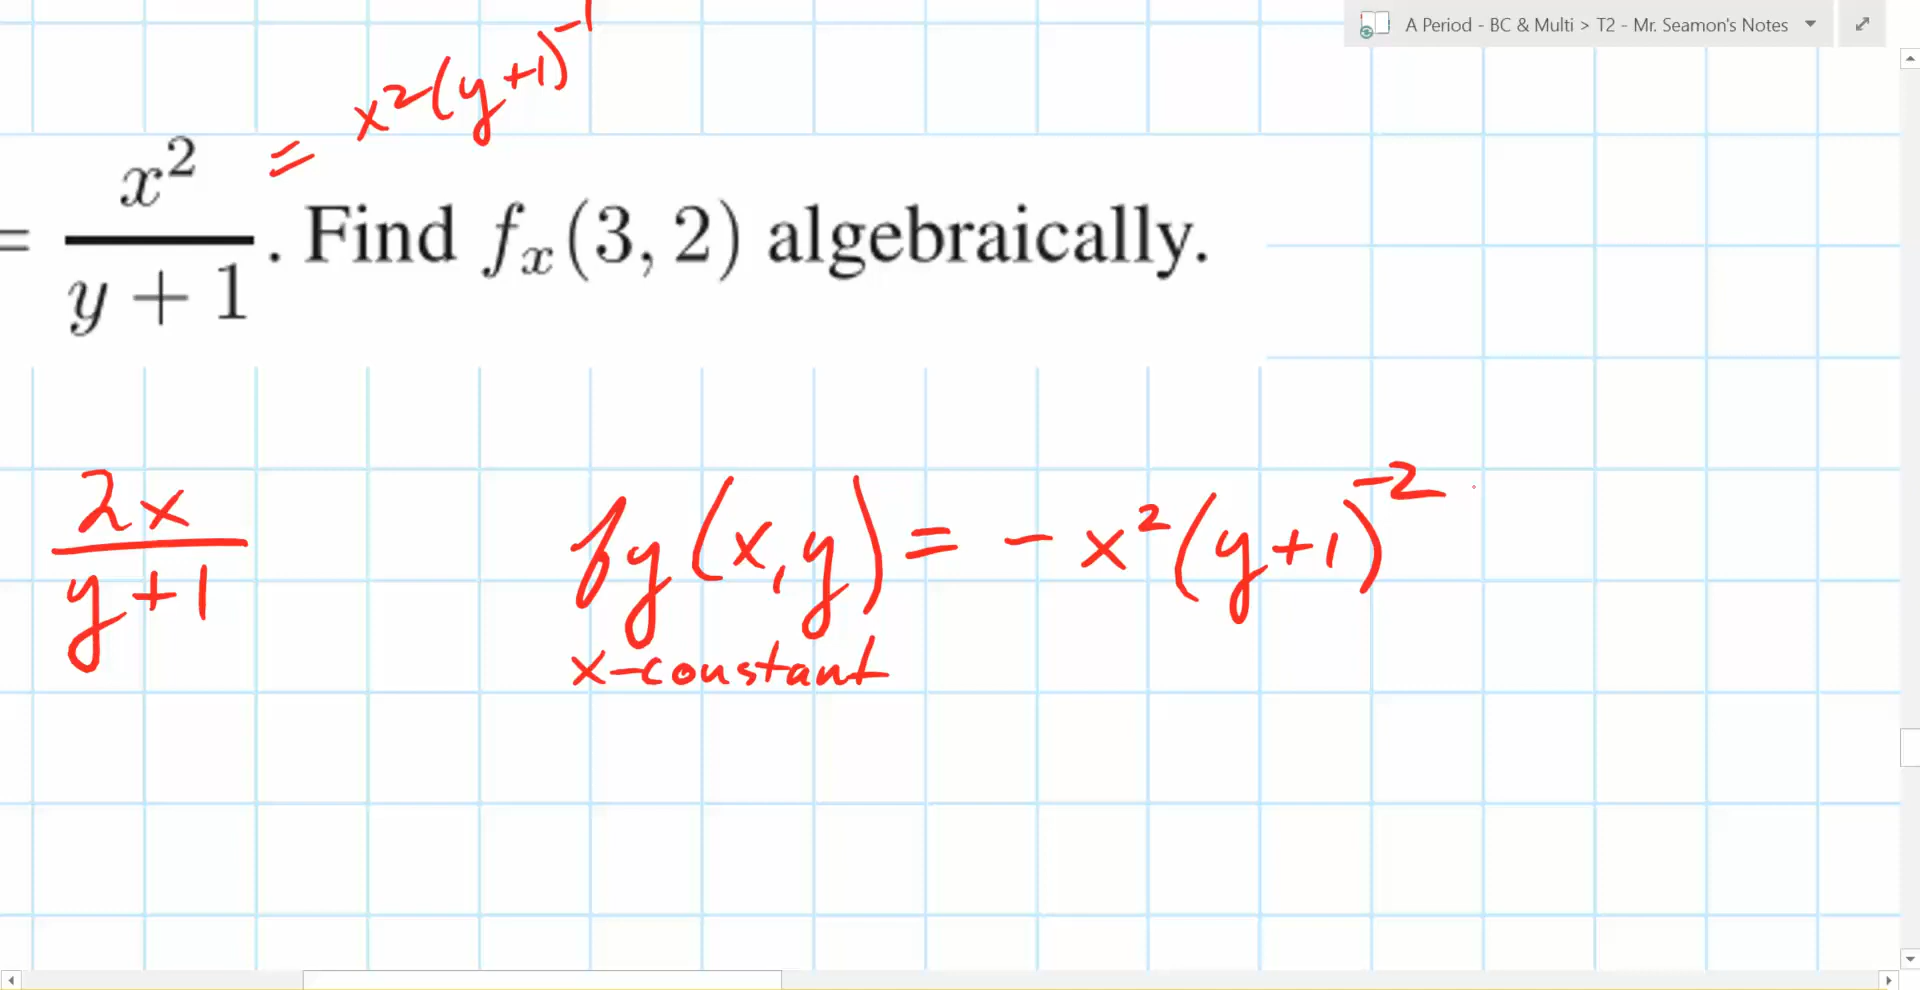 A Period - BC & Multi > T2 - Mr. Seamon's Notes
= x²(y+1)⁻¹
= x²/(y + 1). Find fₓ(3, 2) algebraically.
2x/(y+1)
fy(x,y) = - x²(y+1)⁻²
x-constant